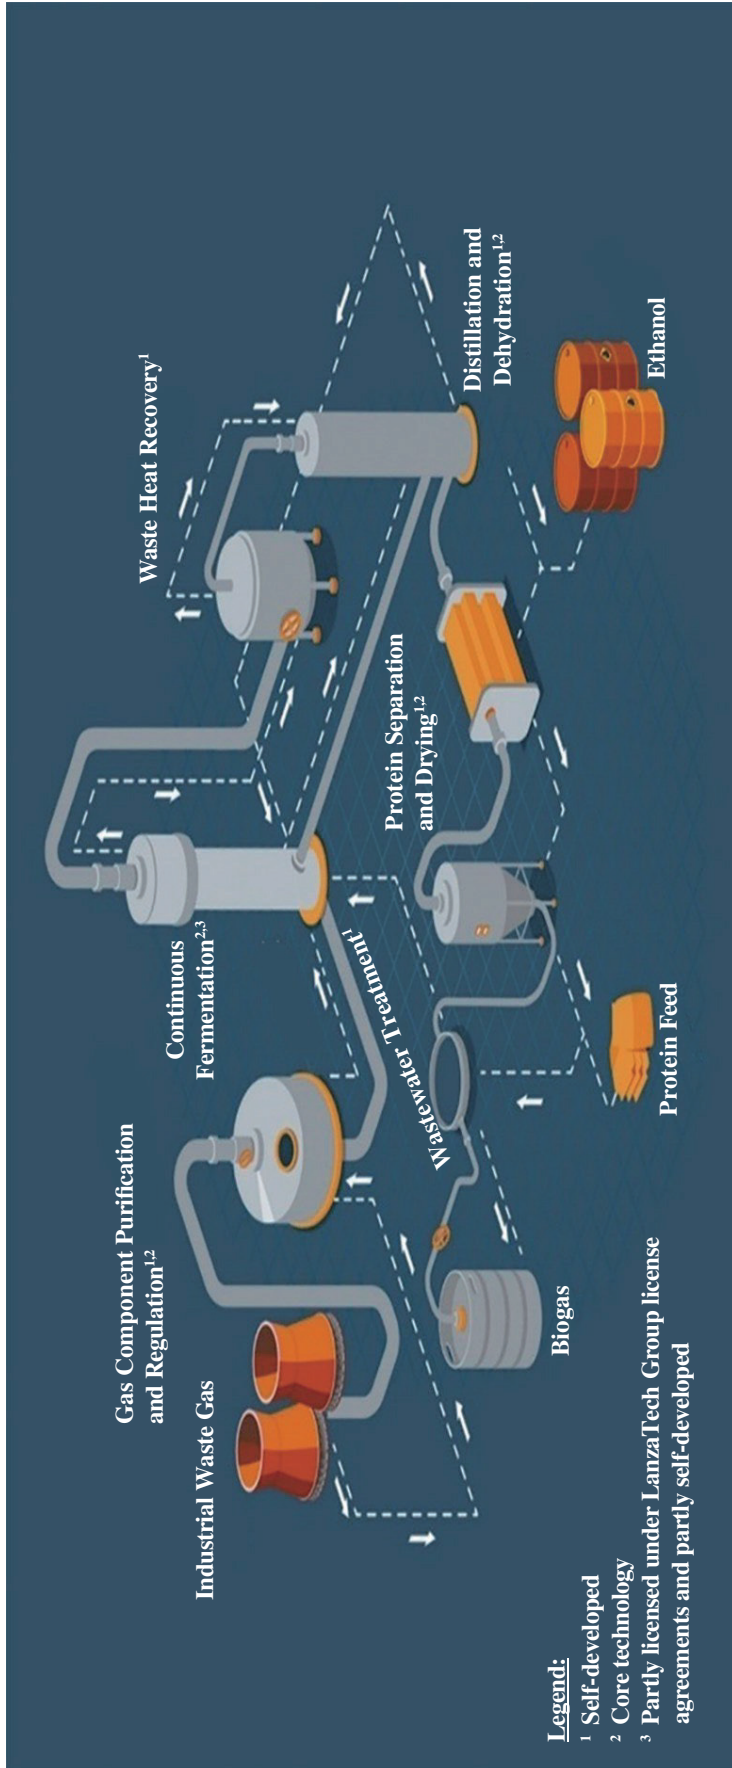 Industrial Waste Gas
Gas Component Purification
and Regulation1,2
Continuous
Fermentation2,3
Waste Heat Recovery1
Distillation and
Dehydration1,2
Protein Separation
and Drying1,2
Wastewater Treatment1
Biogas
Protein Feed
Ethanol
Legend:
1 Self-developed
2 Core technology
3 Partly licensed under LanzaTech Group license
agreements and partly self-developed